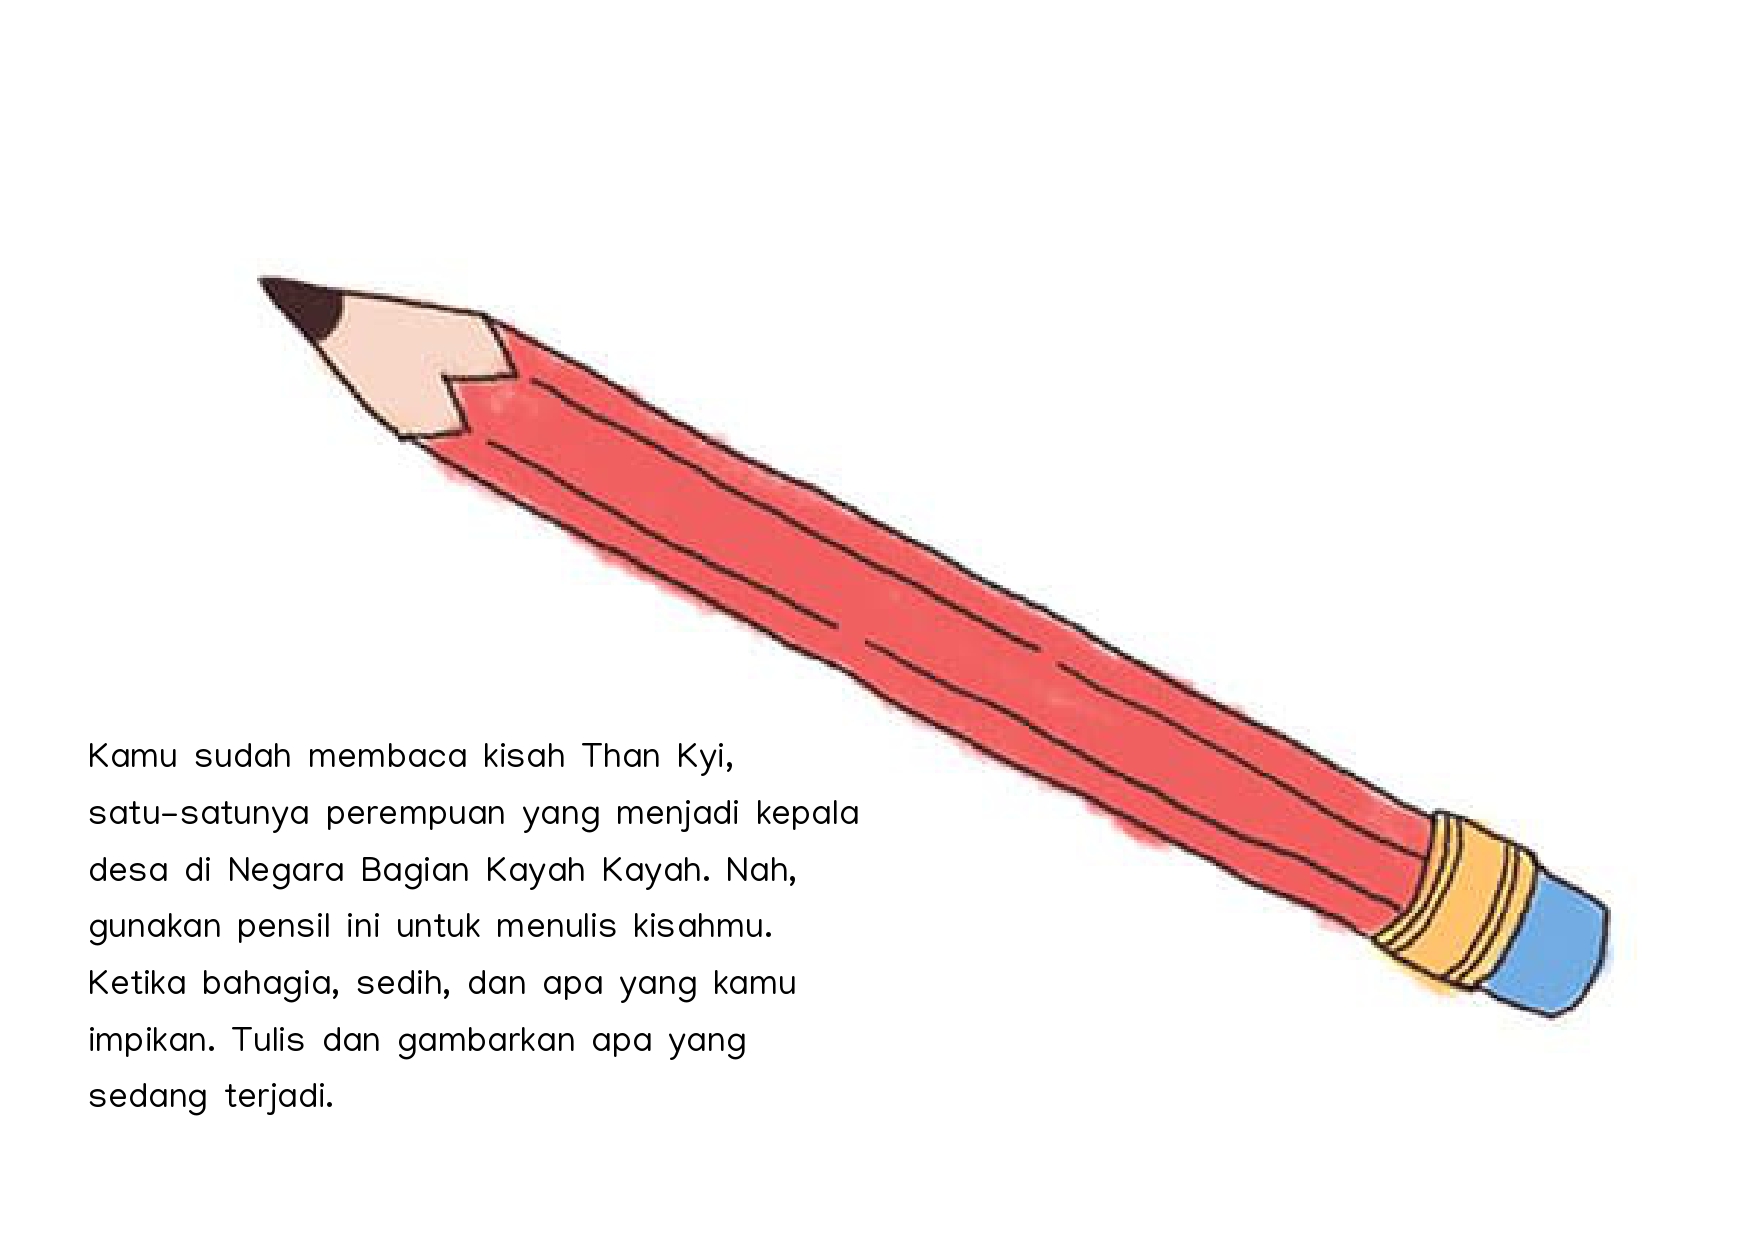 Kamu sudah membaca kisah Than Kyi,
satu-satunya perempuan yang menjadi kepala
desa di Negara Bagian Kayah Kayah. Nah,
gunakan pensil ini untuk menulis kisahmu.
Ketika bahagia, sedih, dan apa yang kamu
impikan. Tulis dan gambarkan apa yang
sedang terjadi.